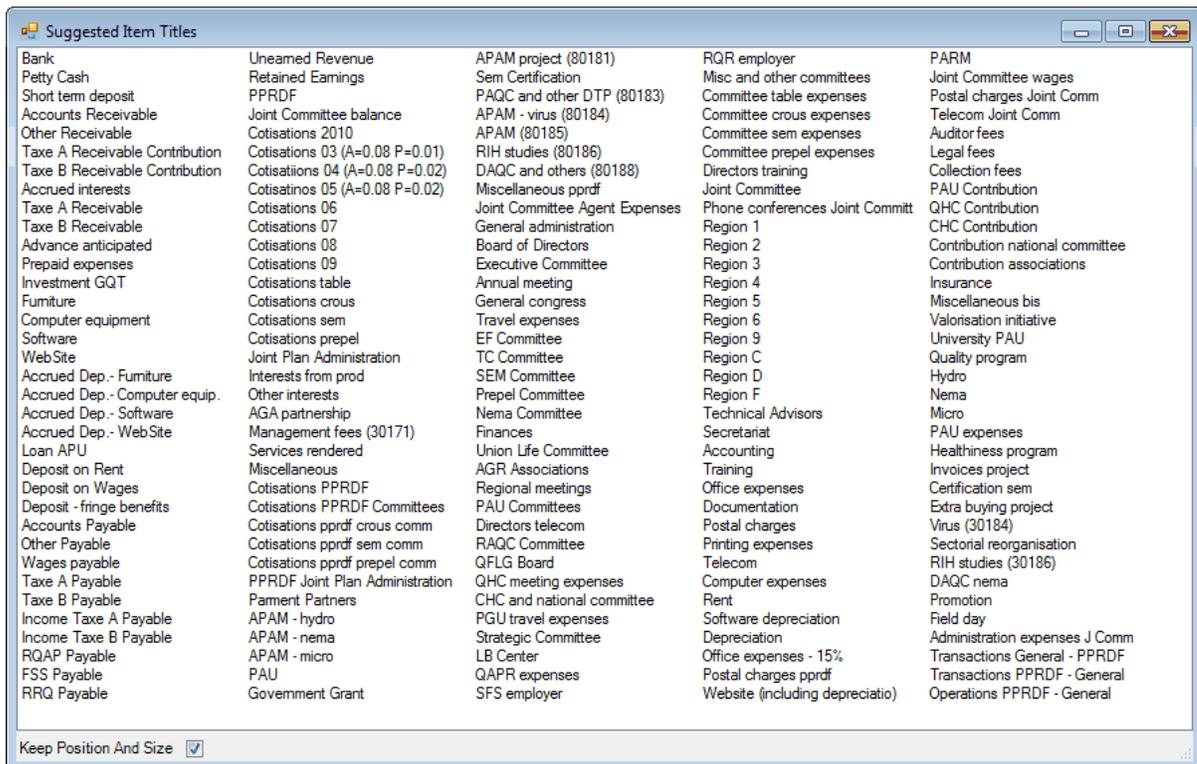 Suggested Item Titles
Bank
Petty Cash
Short term deposit
Accounts Receivable
Other Receivable
Taxe A Receivable Contribution
Taxe B Receivable Contribution
Accrued interests
Taxe A Receivable
Taxe B Receivable
Advance anticipated
Prepaid expenses
Investment GQT
Furniture
Computer equipment
Software
WebSite
Accrued Dep.- Furniture
Accrued Dep.- Computer equip.
Accrued Dep.- Software
Accrued Dep.- WebSite
Loan APU
Deposit on Rent
Deposit on Wages
Deposit - fringe benefits
Accounts Payable
Other Payable
Wages payable
Taxe A Payable
Taxe B Payable
Income Taxe A Payable
Income Taxe B Payable
RQAP Payable
FSS Payable
RRQ Payable
Unearned Revenue
Retained Earnings
PPRDF
Joint Committee balance
Cotisations 2010
Cotisations 03 (A=0.08 P=0.01)
Cotisatiions 04 (A=0.08 P=0.02)
Cotisatinos 05 (A=0.08 P=0.02)
Cotisations 06
Cotisations 07
Cotisations 08
Cotisations 09
Cotisations table
Cotisations crous
Cotisations sem
Cotisations prepel
Joint Plan Administration
Interests from prod
Other interests
AGA partnership
Management fees (30171)
Services rendered
Miscellaneous
Cotisations PPRDF
Cotisations PPRDF Committees
Cotisations pprdf crous comm
Cotisations pprdf sem comm
Cotisations pprdf prepel comm
PPRDF Joint Plan Administration
Parment Partners
APAM - hydro
APAM - nema
APAM - micro
PAU
Government Grant
APAM project (80181)
Sem Certification
PAQC and other DTP (80183)
APAM - virus (80184)
APAM (80185)
RIH studies (80186)
DAQC and others (80188)
Miscellaneous pprdf
Joint Committee Agent Expenses
General administration
Board of Directors
Executive Committee
Annual meeting
General congress
Travel expenses
EF Committee
TC Committee
SEM Committee
Prepel Committee
Nema Committee
Finances
Union Life Committee
AGR Associations
Regional meetings
PAU Committees
Directors telecom
RAQC Committee
QFLG Board
QHC meeting expenses
CHC and national committee
PGU travel expenses
Strategic Committee
LB Center
QAPR expenses
SFS employer
RQR employer
Misc and other committees
Committee table expenses
Committee crous expenses
Committee sem expenses
Committee prepel expenses
Directors training
Joint Committee
Phone conferences Joint Committ
Region 1
Region 2
Region 3
Region 4
Region 5
Region 6
Region 9
Region C
Region D
Region F
Technical Advisors
Secretariat
Accounting
Training
Office expenses
Documentation
Postal charges
Printing expenses
Telecom
Computer expenses
Rent
Software depreciation
Depreciation
Office expenses - 15%
Postal charges pprdf
Website (including depreciatio)
PARM
Joint Committee wages
Postal charges Joint Comm
Telecom Joint Comm
Auditor fees
Legal fees
Collection fees
PAU Contribution
QHC Contribution
CHC Contribution
Contribution national committee
Contribution associations
Insurance
Miscellaneous bis
Valorisation initiative
University PAU
Quality program
Hydro
Nema
Micro
PAU expenses
Healthiness program
Invoices project
Certification sem
Extra buying project
Virus (30184)
Sectorial reorganisation
RIH studies (30186)
DAQC nema
Promotion
Field day
Administration expenses J Comm
Transactions General - PPRDF
Transactions PPRDF - General
Operations PPRDF - General
Keep Position And Size